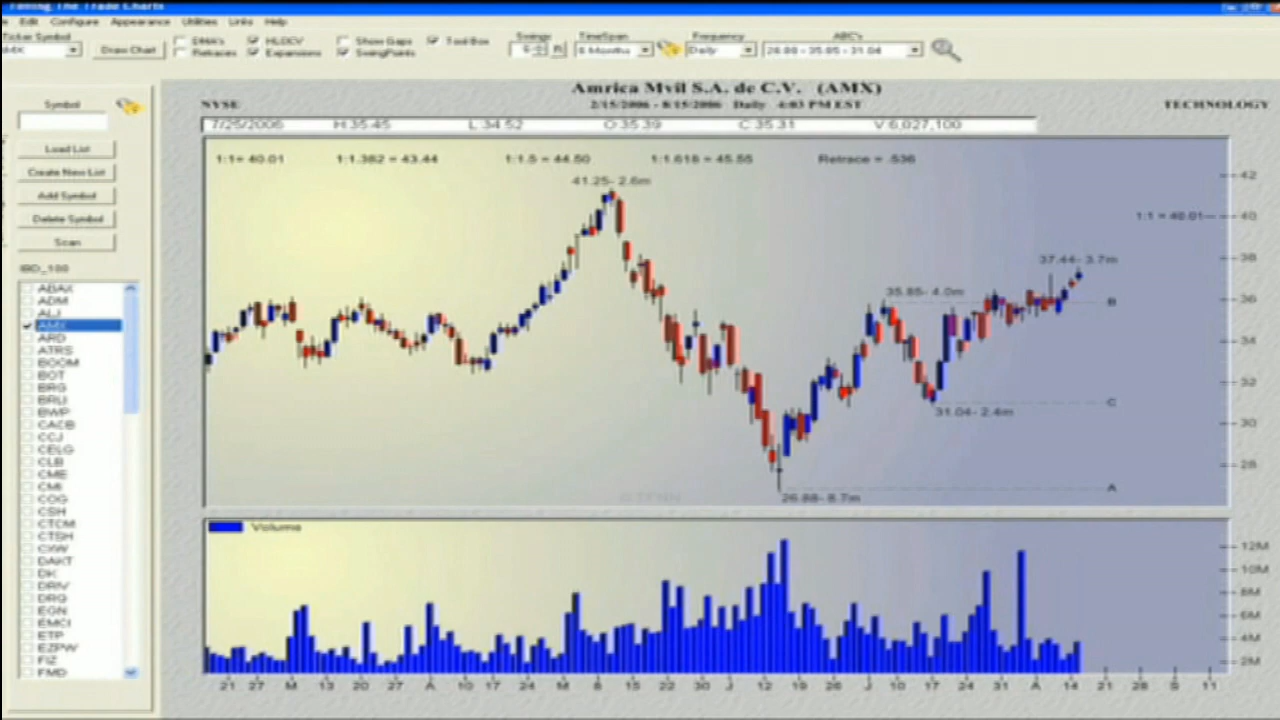 Timing The Trade Charts
Edit Configure Appearance Utilities Links Help
Ticker Symbol
AMX
Draw Chart
DMA's HLOCV Show Gaps Tool Box
Retraces Expansions SwingPoints
Swings
TimeSpan
6 Months
Frequency
Daily
ABC's
26.88 - 35.85 - 31.04
Symbol
Load List
Create New List
Add Symbol
Delete Symbol
Scan
IBD_100
ABAX
ADM
ALJ
AMX
ARD
ATRS
BOOM
BOT
BRG
BRLI
BWP
CACB
CCJ
CELG
CLB
CME
CMI
COG
CSH
CTCM
CTSH
CXW
DAKT
DK
DRIV
DRQ
EGN
EMCI
ETP
EZPW
FIZ
FMD
Amrica Mvil S.A. de C.V. (AMX)
NYSE
2/15/2006 - 8/15/2006 Daily 4:03 PM EST
TECHNOLOGY
7/25/2006 H:35.45 L:34.52 O:35.39 C:35.31 V:6,027,100
1:1= 40.01 1:1.382 = 43.44 1:1.5 = 44.50 1:1.618 = 45.55 Retrace = .536
41.25- 2.6m
42
1:1 = 40.01
40
37.44- 3.7m
38
35.85- 4.0m
36
B
34
32
C
31.04- 2.4m
30
28
A
26.88- 8.7m
Volume
12M
10M
8M
6M
4M
2M
21 27 M 13 20 27 A 10 17 24 M 8 15 22 30 J 12 19 26 J 10 17 24 31 A 14 21 28 S 11